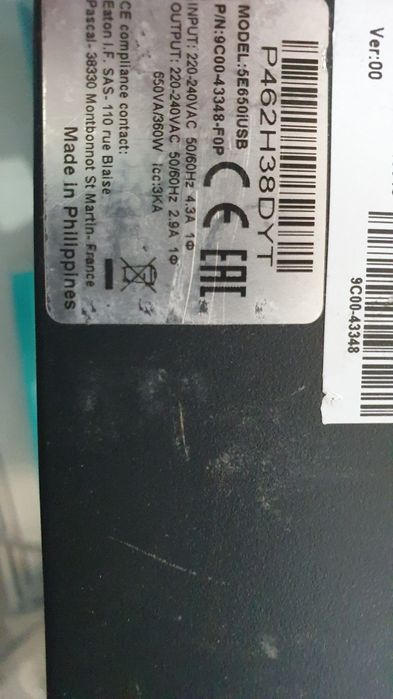 P462H38DYT
MODEL:5E650iUSB
P/N:9C00-43348-F0P
CE EAC
INPUT: 220-240VAC 50/60Hz 4.3A 1Φ
OUTPUT: 220-240VAC 50/60Hz 2.9A 1Φ
650VA/360W Icc:3KA
CE compliance contact:
Eaton I.F. SAS- 110 rue Blaise
Pascal- 38330 Montbonnot St Martin- France
Made in Philippines
Ver:00
9C00-43348